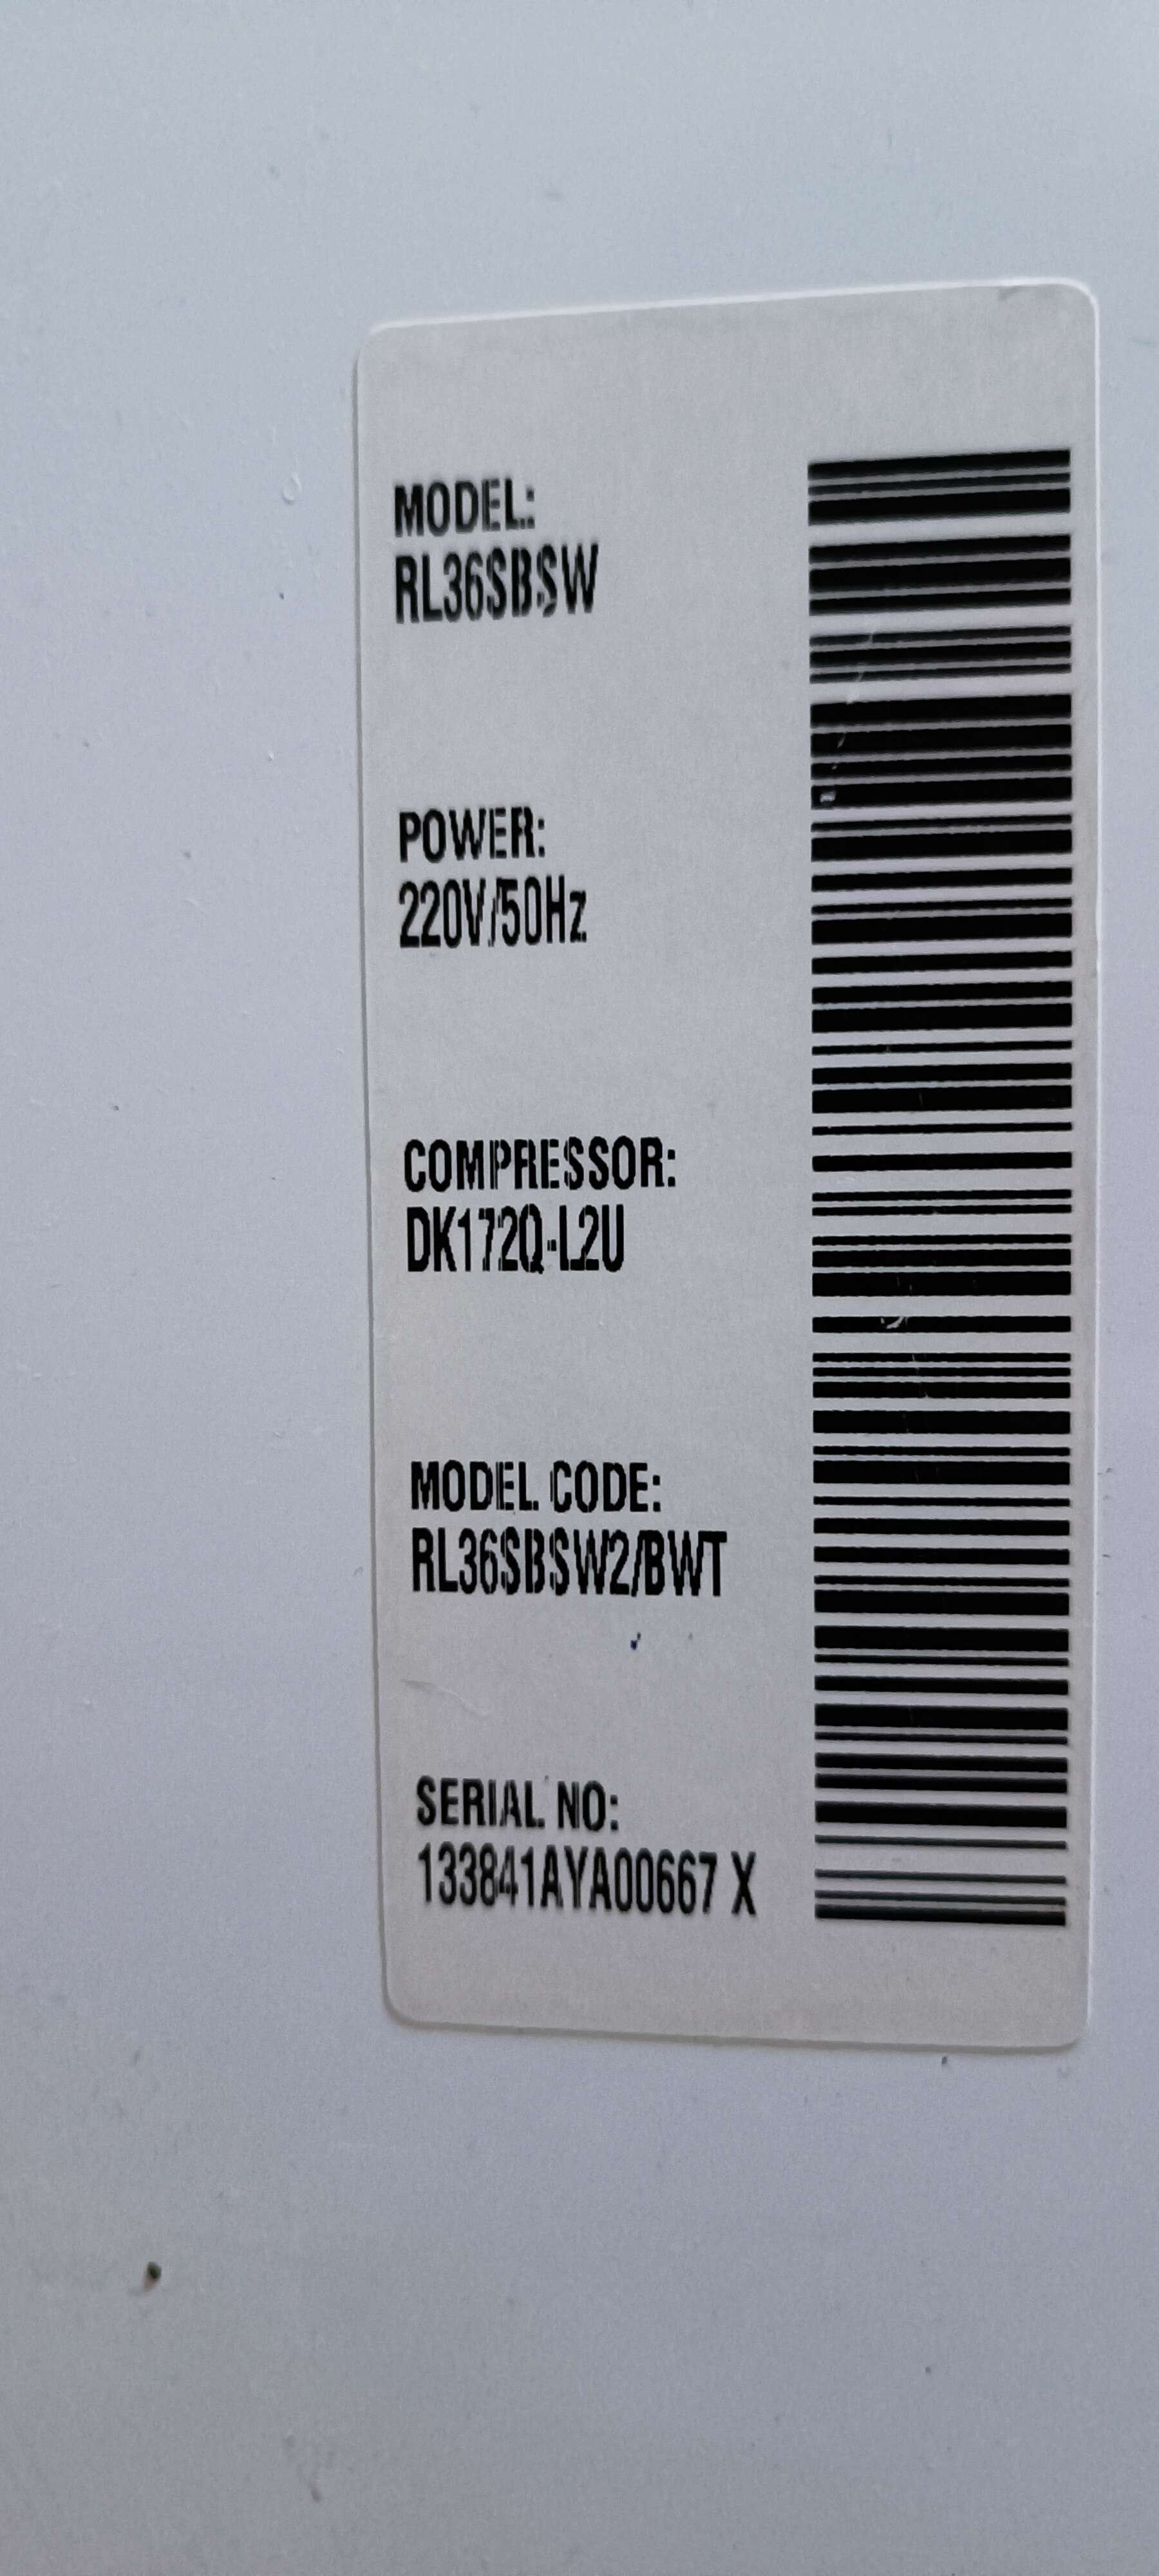 MODEL:
RL36SBSW
POWER:
220V/50Hz
COMPRESSOR:
DK172Q-L2U
MODEL CODE:
RL36SBSW2/BWT
SERIAL NO:
133841AYA00667 X